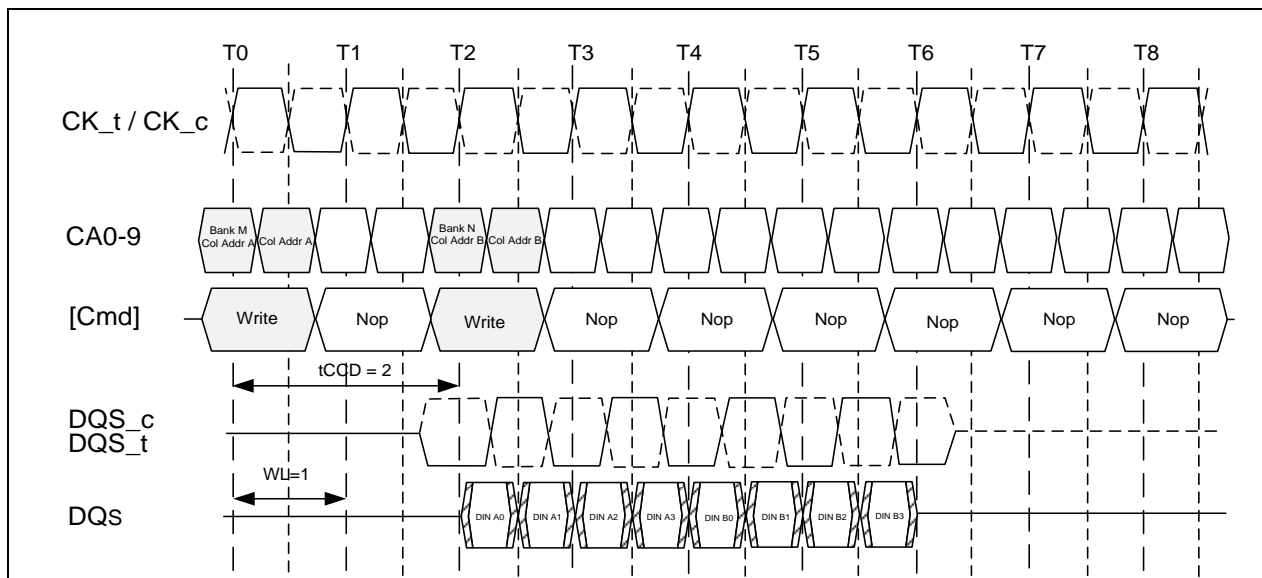 T0 T1 T2 T3 T4 T5 T6 T7 T8
CK_t / CK_c
CA0-9
Bank M
Col Addr A
Col Addr A
Bank N
Col Addr B
Col Addr B
[Cmd]
Write Nop Write Nop Nop Nop Nop Nop Nop
tCCD = 2
DQS_c
DQS_t
WL=1
DQs
DIN A0 DIN A1 DIN A2 DIN A3 DIN B0 DIN B1 DIN B2 DIN B3